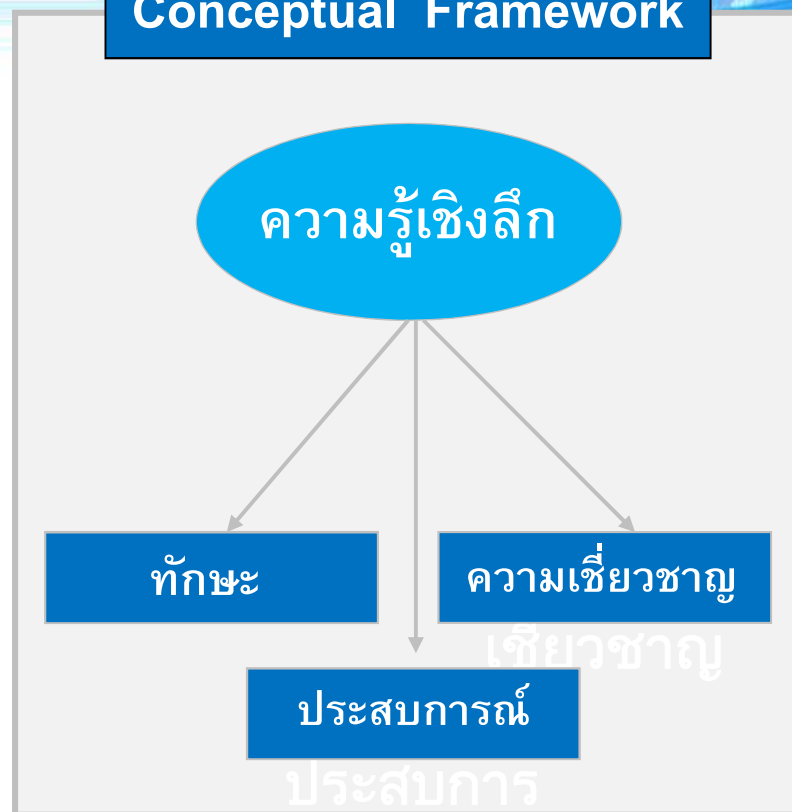 Conceptual Framework
ความรู้เชิงลึก
ทักษะ
ความเชี่ยวชาญ
เชี่ยวชาญ
ประสบการณ์
ประสบการ